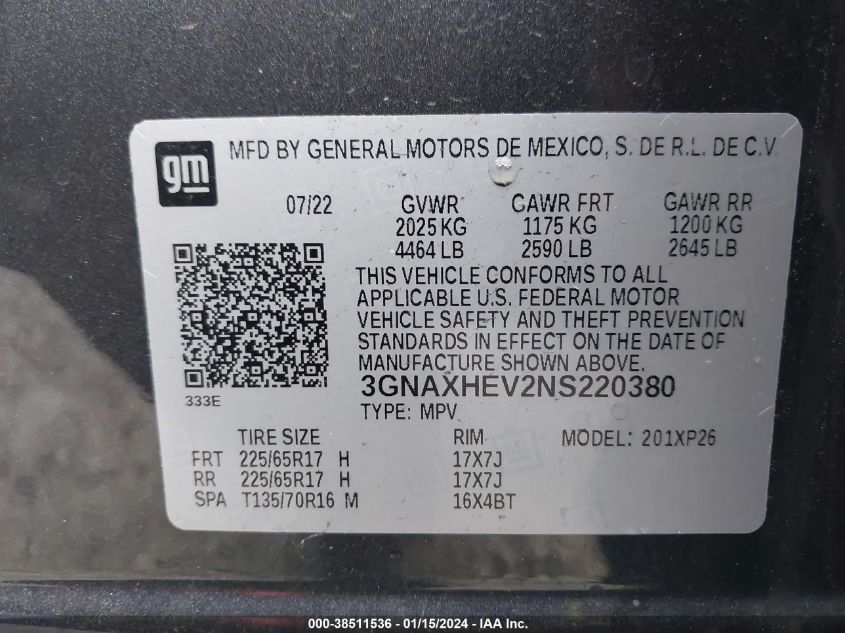 gm
MFD BY GENERAL MOTORS DE MEXICO, S. DE R.L. DE C.V.
07/22 GVWR GAWR FRT GAWR RR
2025 KG 1175 KG 1200 KG
4464 LB 2590 LB 2645 LB
THIS VEHICLE CONFORMS TO ALL
APPLICABLE U.S. FEDERAL MOTOR
VEHICLE SAFETY AND THEFT PREVENTION
STANDARDS IN EFFECT ON THE DATE OF
MANUFACTURE SHOWN ABOVE.
3GNAXHEV2NS220380
333E
TYPE: MPV
TIRE SIZE RIM MODEL: 201XP26
FRT 225/65R17 H 17X7J
RR 225/65R17 H 17X7J
SPA T135/70R16 M 16X4BT
000-38511536 - 01/15/2024 - IAA Inc.